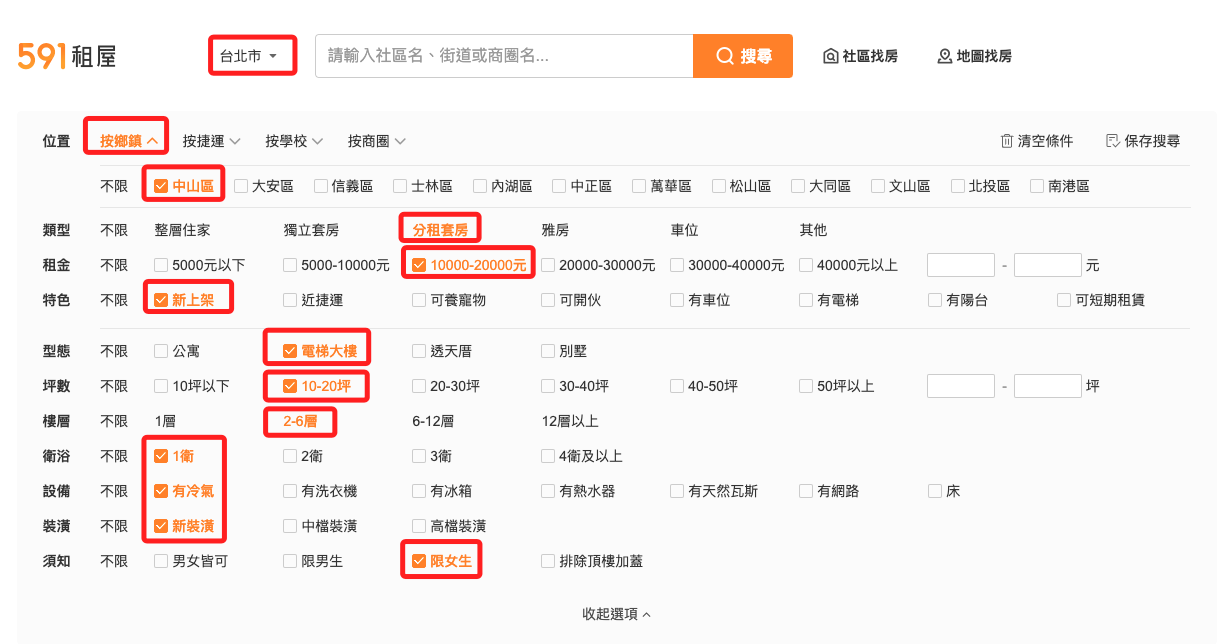 591租屋 台北市 請輸入社區名、街道或商圈名... 搜尋 社區找房 地圖找房
位置 按鄉鎮 按捷運 按學校 按商圈 清空條件 保存搜尋
不限 中山區 大安區 信義區 士林區 內湖區 中正區 萬華區 松山區 大同區 文山區 北投區 南港區
類型 不限 整層住家 獨立套房 分租套房 雅房 車位 其他
租金 不限 5000元以下 5000-10000元 10000-20000元 20000-30000元 30000-40000元 40000元以上 - 元
特色 不限 新上架 近捷運 可養寵物 可開伙 有車位 有電梯 有陽台 可短期租賃
型態 不限 公寓 電梯大樓 透天厝 別墅
坪數 不限 10坪以下 10-20坪 20-30坪 30-40坪 40-50坪 50坪以上 - 坪
樓層 不限 1層 2-6層 6-12層 12層以上
衛浴 不限 1衛 2衛 3衛 4衛及以上
設備 不限 有冷氣 有洗衣機 有冰箱 有熱水器 有天然瓦斯 有網路 床
裝潢 不限 新裝潢 中檔裝潢 高檔裝潢
須知 不限 男女皆可 限男生 限女生 排除頂樓加蓋
收起選項